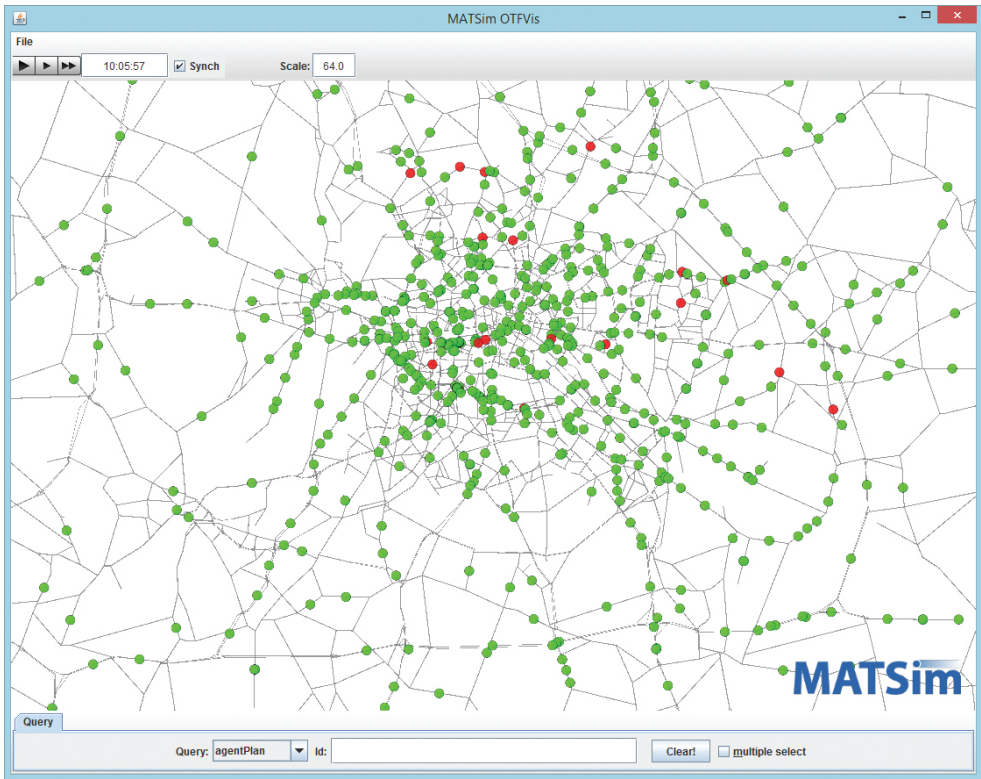 MATSim OTFVis
File
10:05:57 Synch Scale: 64.0
MATSim
Query
Query: agentPlan Id: Clear! multiple select